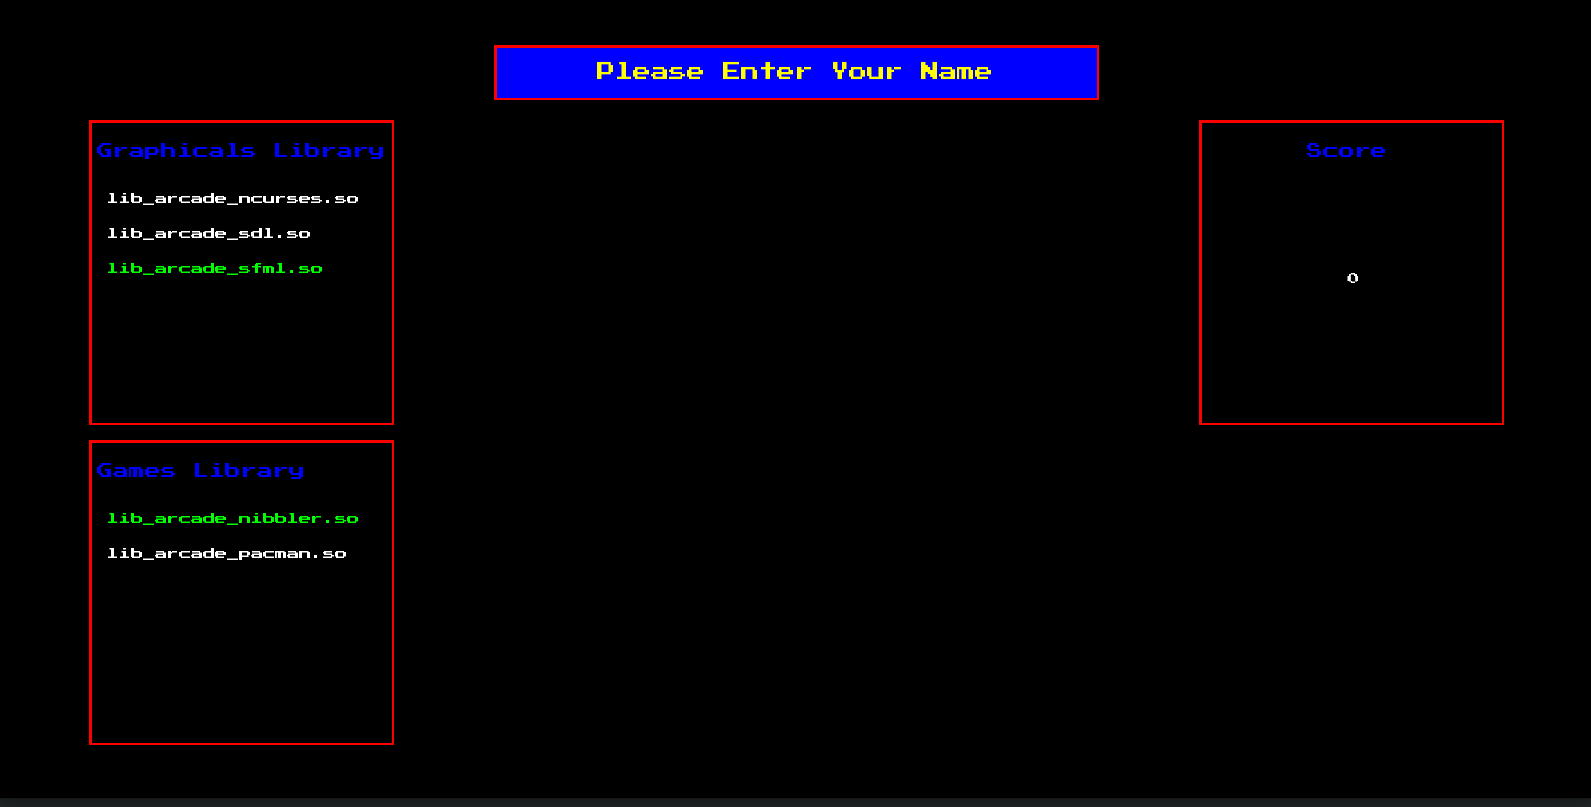 Please Enter Your Name
Graphicals Library
lib_arcade_ncurses.so
lib_arcade_sdl.so
lib_arcade_sfml.so
Games Library
lib_arcade_nibbler.so
lib_arcade_pacman.so
Score
0